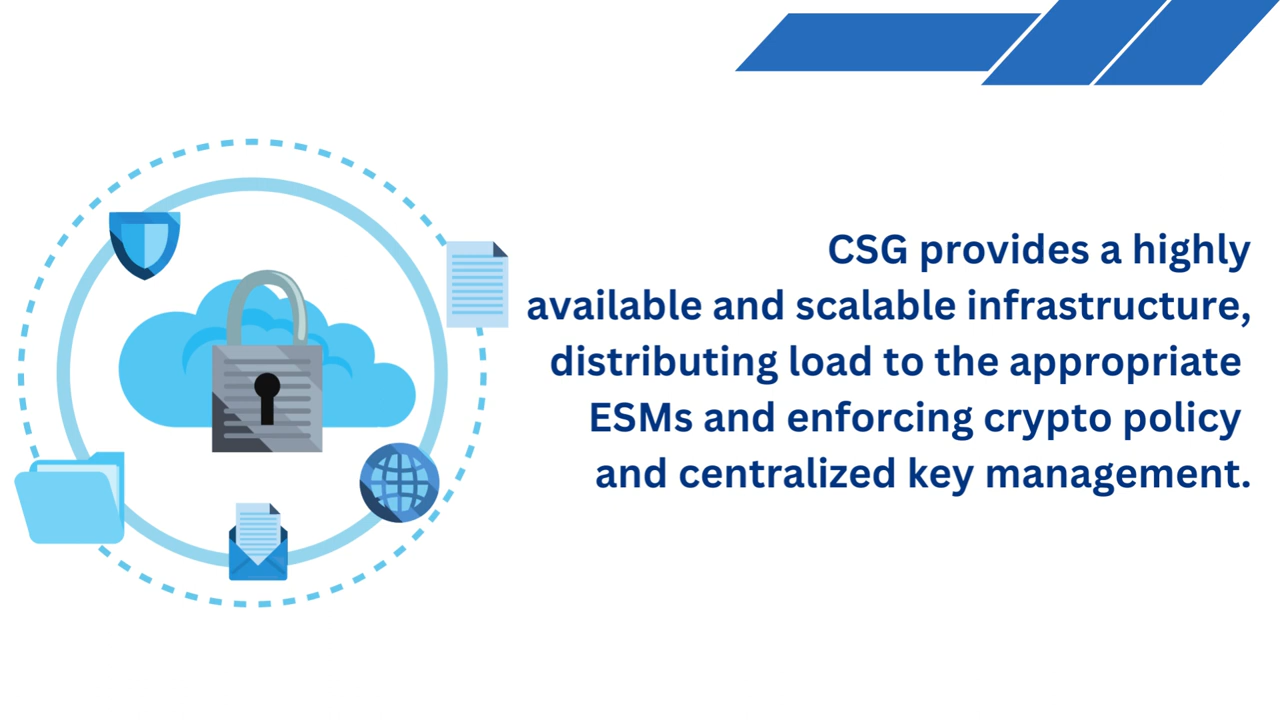 CSG provides a highly
available and scalable infrastructure,
distributing load to the appropriate
ESMs and enforcing crypto policy
and centralized key management.